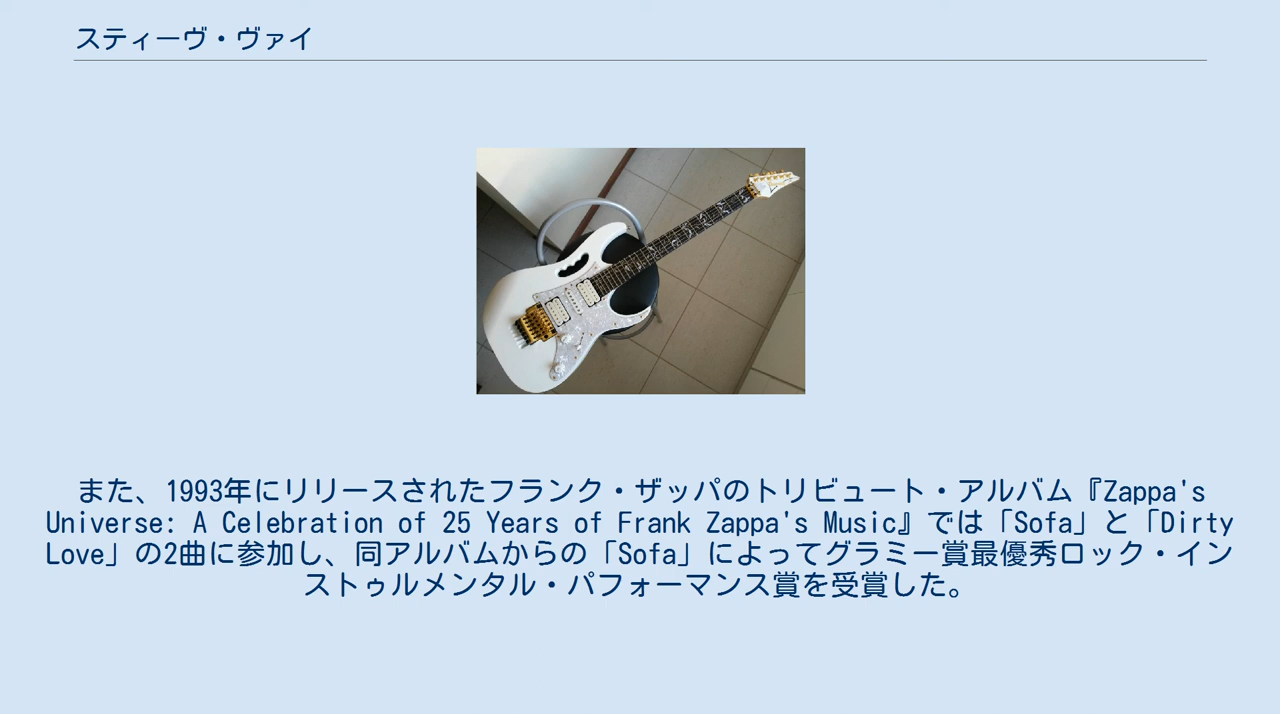 スティーヴ・ヴァイ
また、1993年にリリースされたフランク・ザッパのトリビュート・アルバム『Zappa's
Universe: A Celebration of 25 Years of Frank Zappa's Music』では「Sofa」と「Dirty
Love」の2曲に参加し、同アルバムからの「Sofa」によってグラミー賞最優秀ロック・イン
ストゥルメンタル・パフォーマンス賞を受賞した。